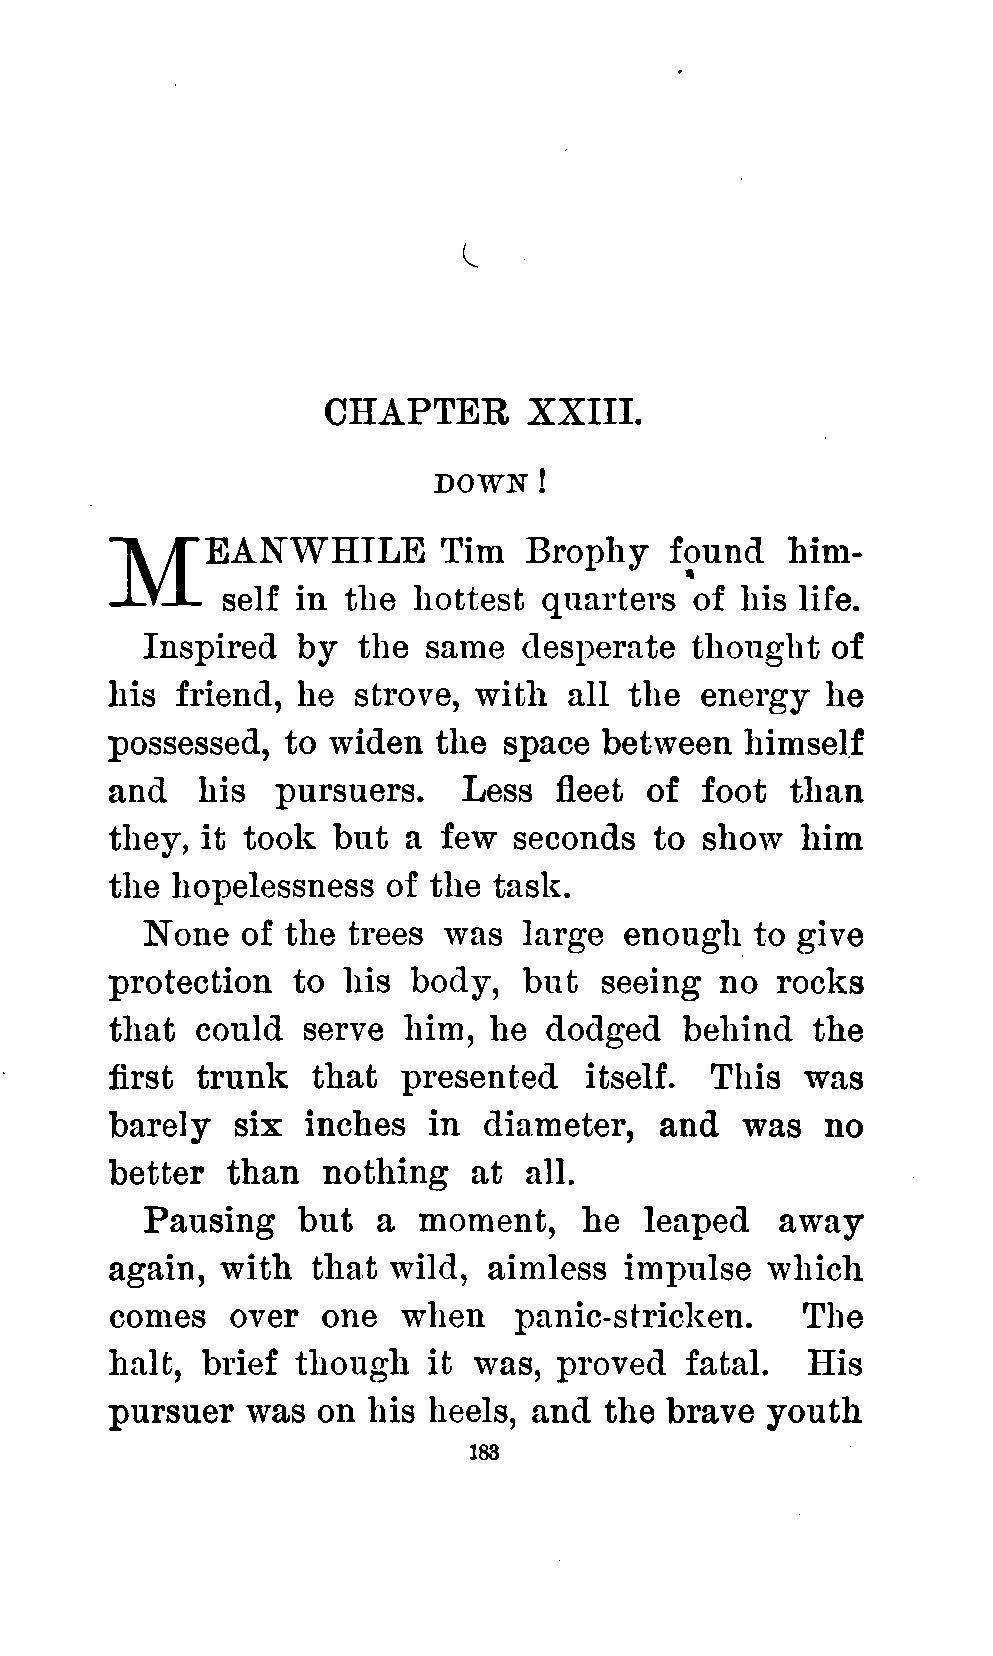 CHAPTER XXIII.
DOWN!
MEANWHILE Tim Brophy found him-
self in the hottest quarters of his life.
Inspired by the same desperate thought of
his friend, he strove, with all the energy he
possessed, to widen the space between himself
and his pursuers. Less fleet of foot than
they, it took but a few seconds to show him
the hopelessness of the task.
None of the trees was large enough to give
protection to his body, but seeing no rocks
that could serve him, he dodged behind the
first trunk that presented itself. This was
barely six inches in diameter, and was no
better than nothing at all.
Pausing but a moment, he leaped away
again, with that wild, aimless impulse which
comes over one when panic-stricken. The
halt, brief though it was, proved fatal. His
pursuer was on his heels, and the brave youth
183